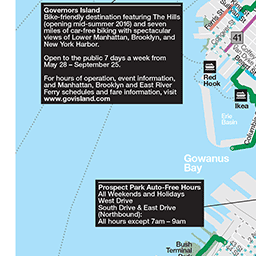 Governors Island
Bike-friendly destination featuring The Hills
(opening mid-summer 2016) and seven
miles of car-free biking with spectacular
views of Lower Manhattan, Brooklyn, and
New York Harbor.
Open to the public 7 days a week from
May 28 – September 25.
For hours of operation, event information,
and Manhattan, Brooklyn and East River
Ferry schedules and fare information, visit
www.govisland.com
41
Red
Hook
Ikea
Erie
Basin
Columbia
Gowanus
Bay
Prospect Park Auto-Free Hours
All Weekends and Holidays
West Drive
South Drive & East Drive
(Northbound):
All hours except 7am – 9am
Bush
Terminal